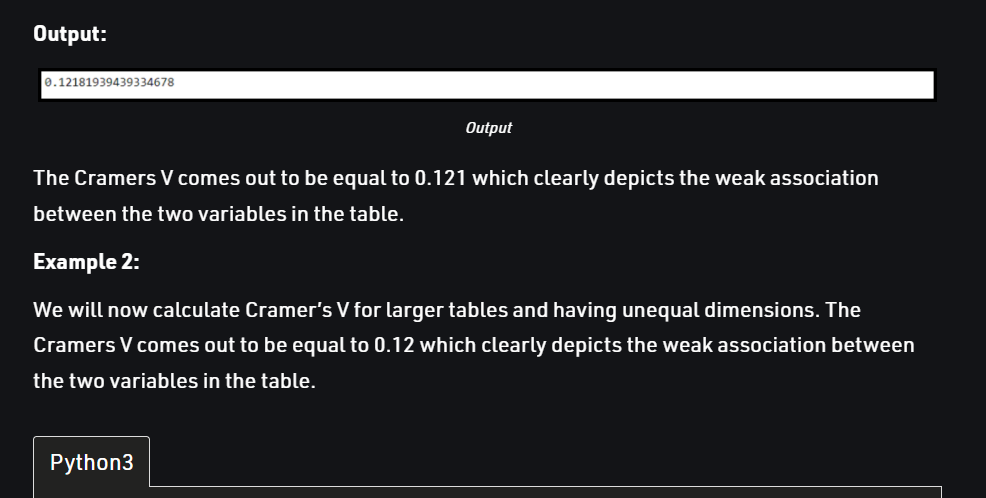 Output:
0.12181939439334678
Output
The Cramers V comes out to be equal to 0.121 which clearly depicts the weak association
between the two variables in the table.
Example 2:
We will now calculate Cramer’s V for larger tables and having unequal dimensions. The
Cramers V comes out to be equal to 0.12 which clearly depicts the weak association between
the two variables in the table.
Python3